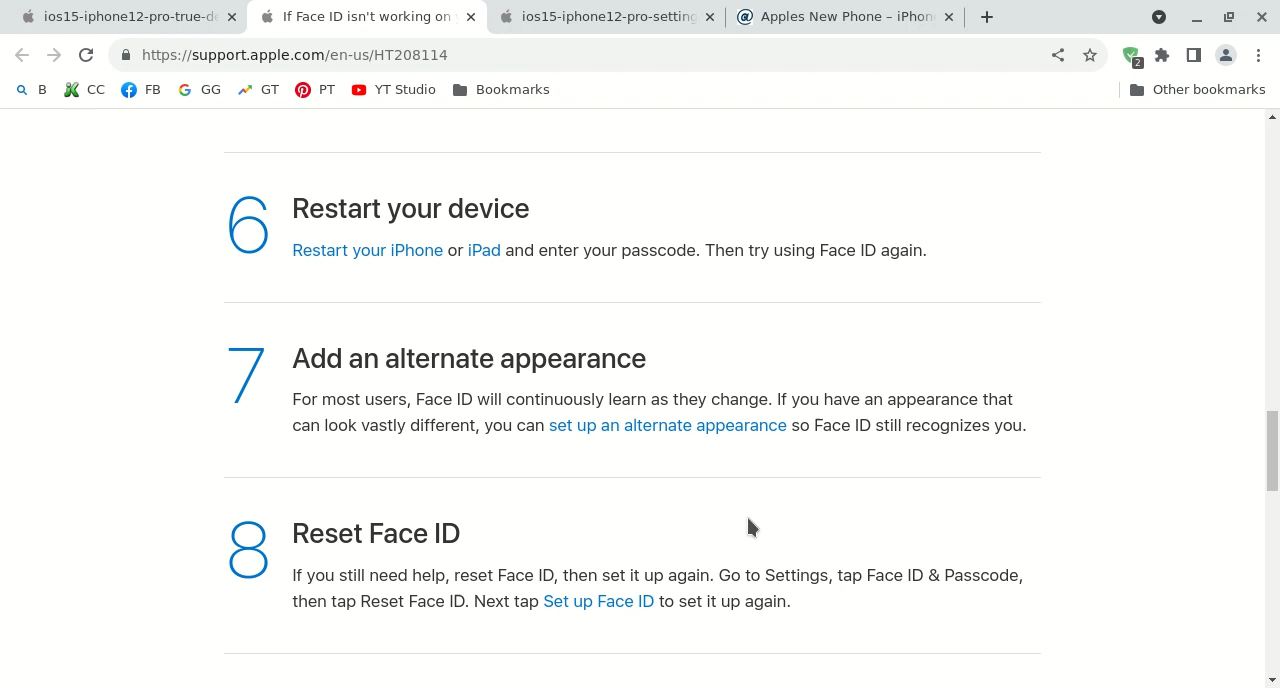 ios15-iphone12-pro-true-de
If Face ID isn't working on
ios15-iphone12-pro-setting
Apples New Phone – iPhon
https://support.apple.com/en-us/HT208114
2
B
CC
FB
GG
GT
PT
YT Studio
Bookmarks
Other bookmarks
6
Restart your device
Restart your iPhone or iPad and enter your passcode. Then try using Face ID again.
7
Add an alternate appearance
For most users, Face ID will continuously learn as they change. If you have an appearance that
can look vastly different, you can set up an alternate appearance so Face ID still recognizes you.
8
Reset Face ID
If you still need help, reset Face ID, then set it up again. Go to Settings, tap Face ID & Passcode,
then tap Reset Face ID. Next tap Set up Face ID to set it up again.